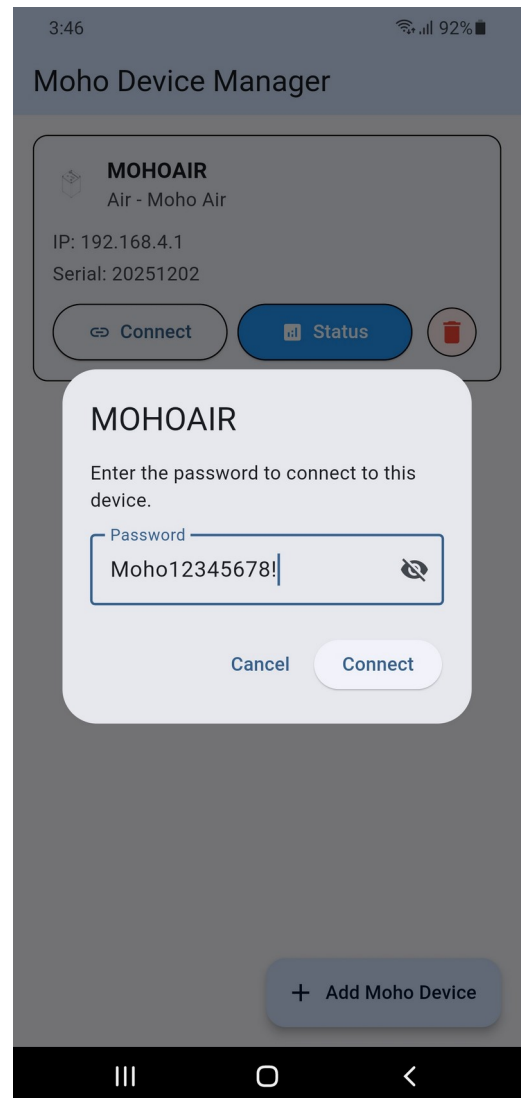 3:46 92%
Moho Device Manager
MOHOAIR
Air - Moho Air
IP: 192.168.4.1
Serial: 20251202
Connect Status
MOHOAIR
Enter the password to connect to this
device.
Password
Moho12345678!
Cancel Connect
+ Add Moho Device